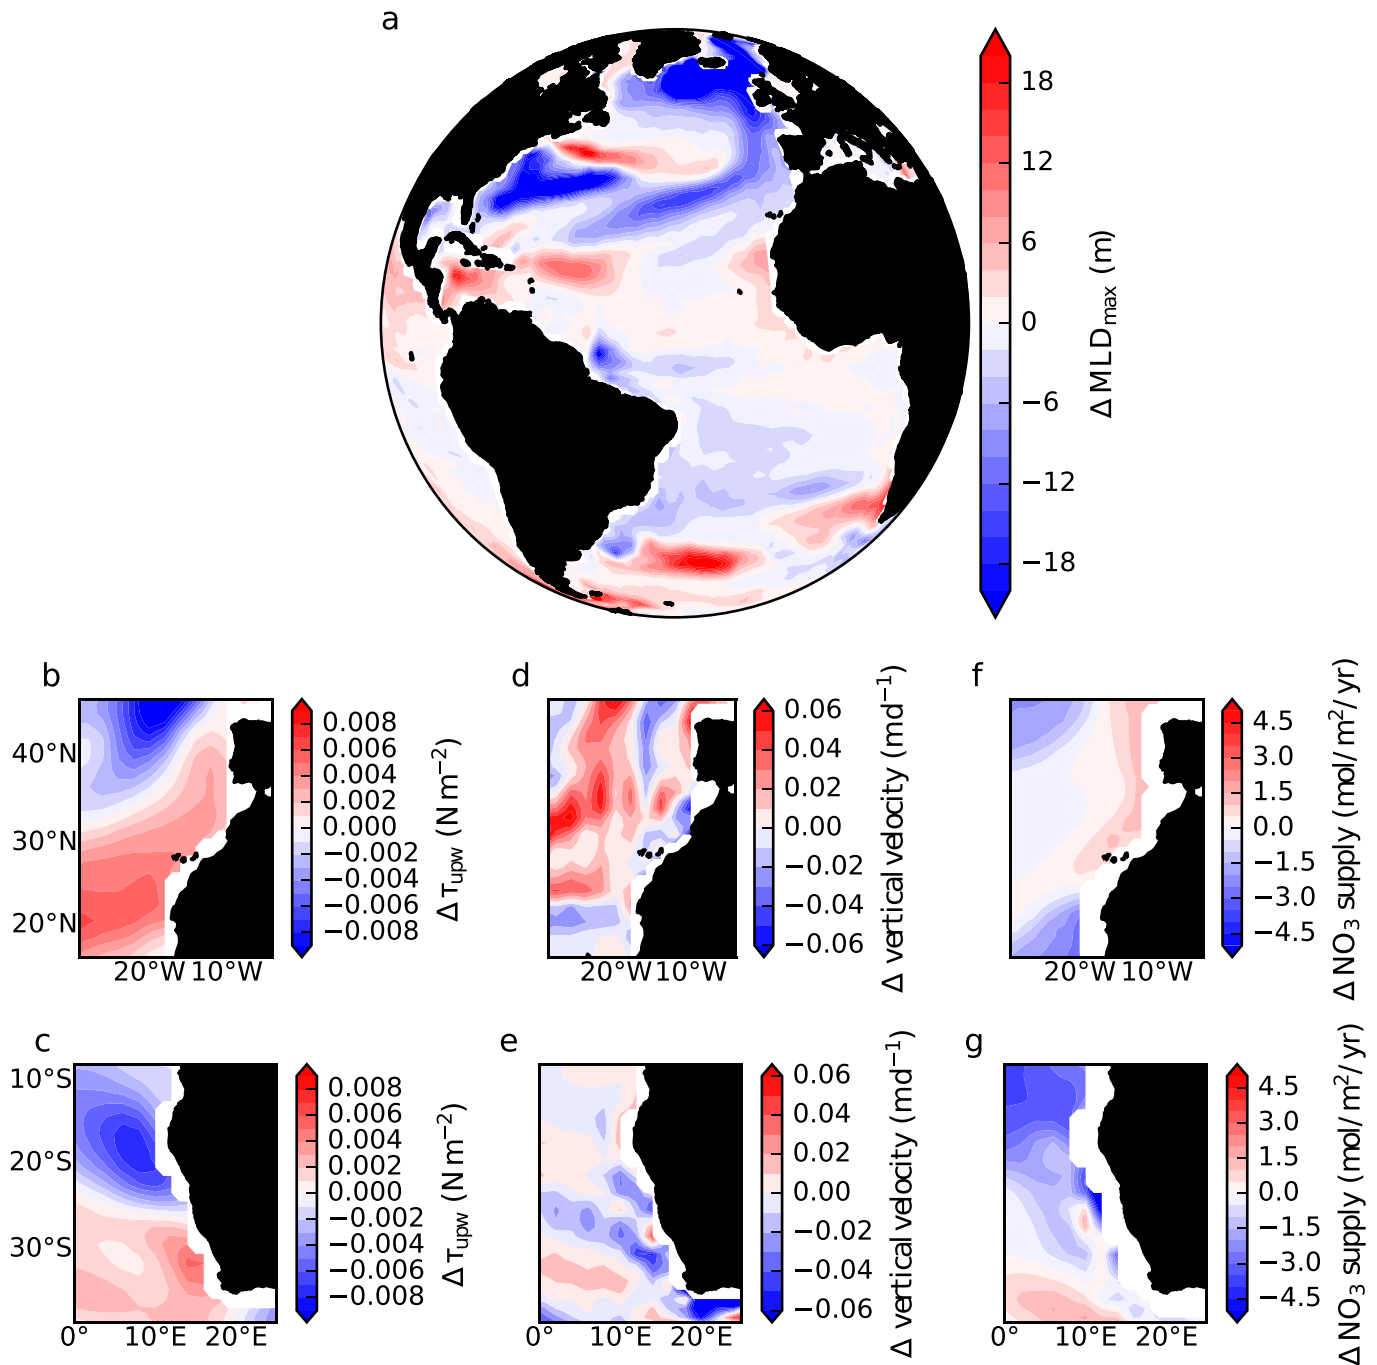 a
18
12
6
0
−6
−12
−18
Δ MLD_max (m)
b
40°N
30°N
20°N
20°W 10°W
0.008
0.006
0.004
0.002
0.000
−0.002
−0.004
−0.006
−0.008
Δ τ_upw (N m⁻²)
d
20°W 10°W
0.06
0.04
0.02
0.00
−0.02
−0.04
−0.06
Δ vertical velocity (md⁻¹)
f
20°W 10°W
4.5
3.0
1.5
0.0
−1.5
−3.0
−4.5
Δ NO₃ supply (mol/m²/yr)
c
10°S
20°S
30°S
0° 10°E 20°E
0.008
0.006
0.004
0.002
0.000
−0.002
−0.004
−0.006
−0.008
Δ τ_upw (N m⁻²)
e
0° 10°E 20°E
0.06
0.04
0.02
0.00
−0.02
−0.04
−0.06
Δ vertical velocity (md⁻¹)
g
0° 10°E 20°E
4.5
3.0
1.5
0.0
−1.5
−3.0
−4.5
Δ NO₃ supply (mol/m²/yr)